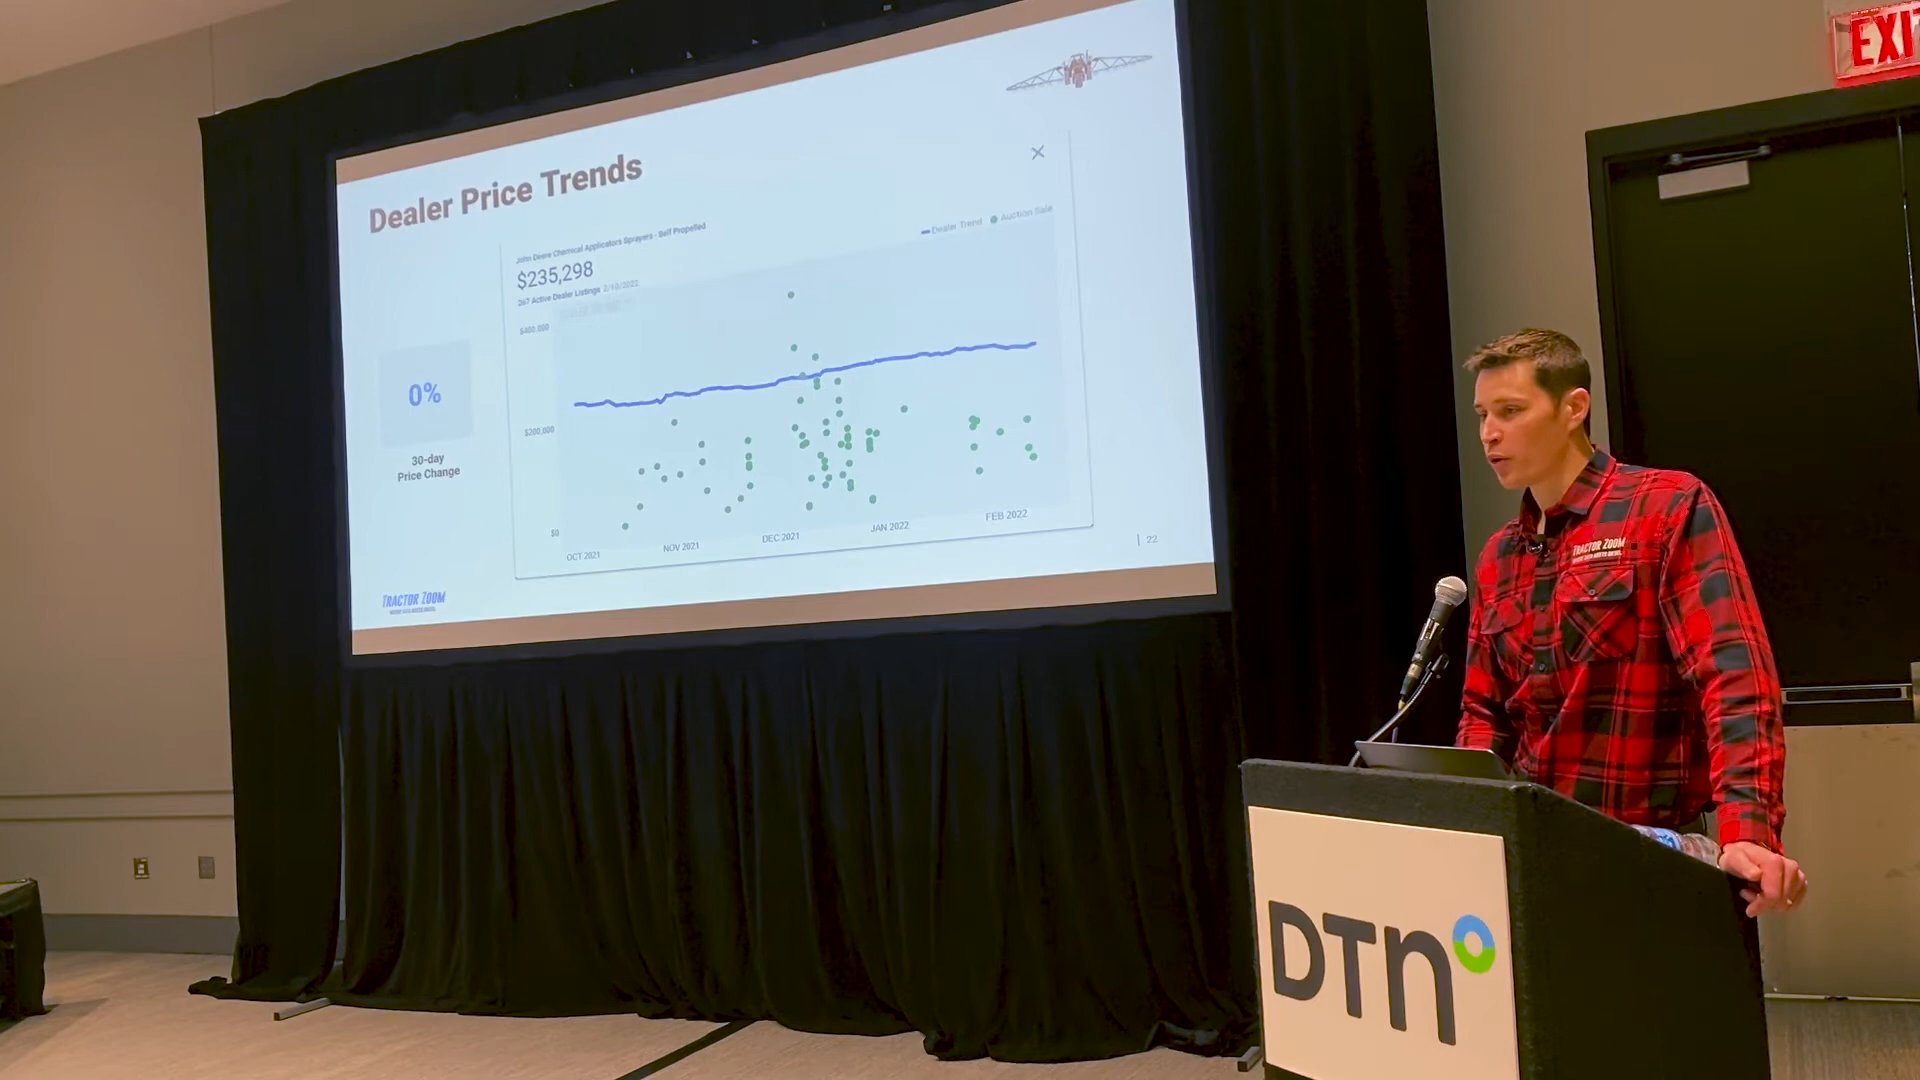 EXI
Dealer Price Trends
Dealer Trend
Auction Sale
John Deere Chemical Applicators Sprayers - Self Propelled
$235,298
267 Active Dealer Listings 2/10/2022
$400,000
0%
30-day
Price Change
$200,000
$0
OCT 2021
NOV 2021
DEC 2021
JAN 2022
FEB 2022
22
TRACTOR ZOOM
TRACTOR ZOOM
DTN